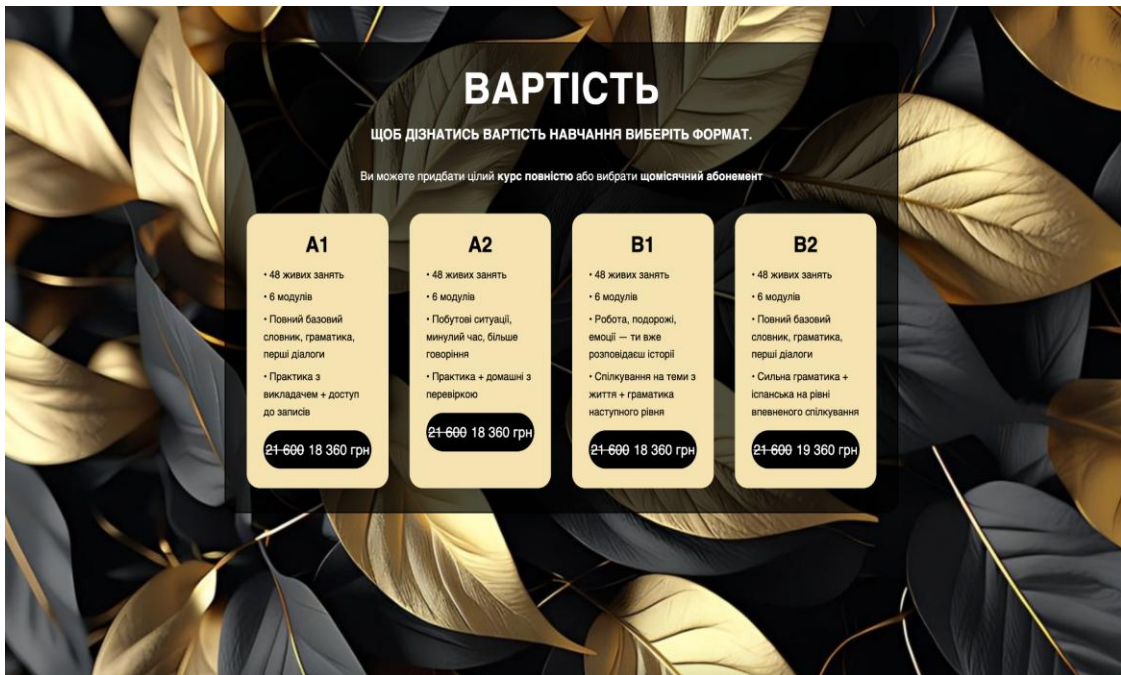 ВАРТІСТЬ
ЩОБ ДІЗНАТИСЬ ВАРТІСТЬ НАВЧАННЯ ВИБЕРІТЬ ФОРМАТ.
Ви можете придбати цілий курс повністю або вибрати щомісячний абонемент
A1
• 48 живих занять
• 6 модулів
• Повний базовий
словник, граматика,
перші діалоги
• Практика з
викладачем + доступ
до записів
21 600 18 360 грн
A2
• 48 живих занять
• 6 модулів
• Побутові ситуації,
минулий час, більше
говоріння
• Практика + домашні з
перевіркою
21 600 18 360 грн
B1
• 48 живих занять
• 6 модулів
• Робота, подорожі,
емоції — ти вже
розповідаєш історії
• Спілкування на теми з
життя + граматика
наступного рівня
21 600 18 360 грн
B2
• 48 живих занять
• 6 модулів
• Повний базовий
словник, граматика,
перші діалоги
• Сильна граматика +
іспанська на рівні
впевненого спілкування
21 600 19 360 грн